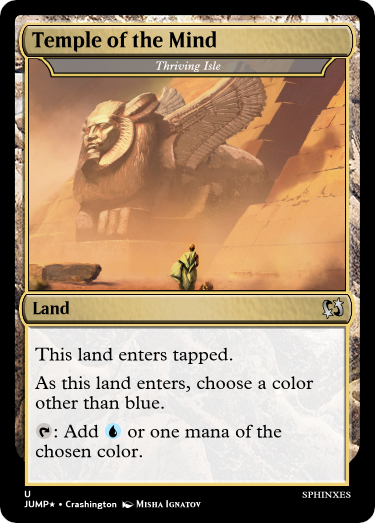 Temple of the Mind
Thriving Isle
Land
This land enters tapped.
As this land enters, choose a color
other than blue.
: Add or one mana of the
chosen color.
U
JUMP★ • Crashington Misha Ignatov
SPHINXES